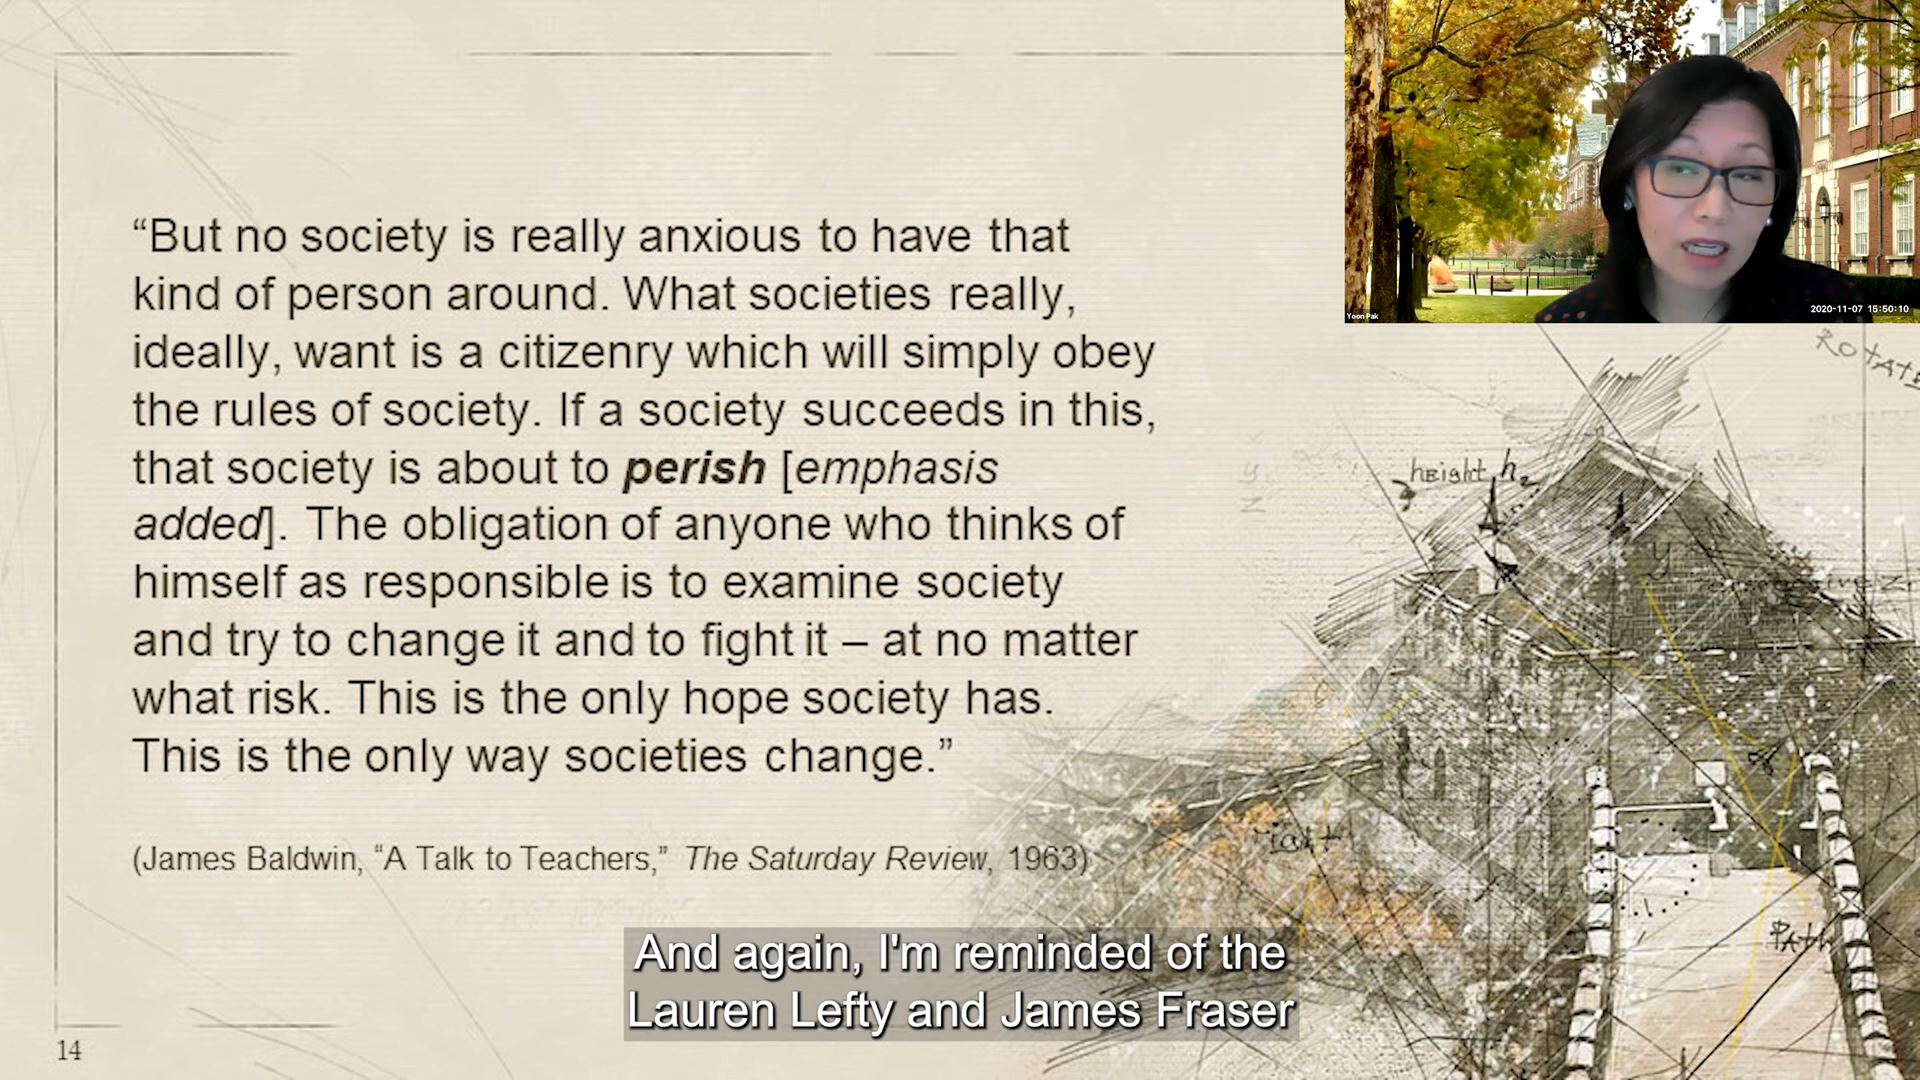 “But no society is really anxious to have that
kind of person around. What societies really,
ideally, want is a citizenry which will simply obey
the rules of society. If a society succeeds in this,
that society is about to perish [emphasis
added]. The obligation of anyone who thinks of
himself as responsible is to examine society
and try to change it and to fight it – at no matter
what risk. This is the only hope society has.
This is the only way societies change.”
(James Baldwin, “A Talk to Teachers,” The Saturday Review, 1963)
Yoon Pak
2020-11-07 15:50:10
ROTATE
height h
y
z
PAth
And again, I'm reminded of the
Lauren Lefty and James Fraser
14